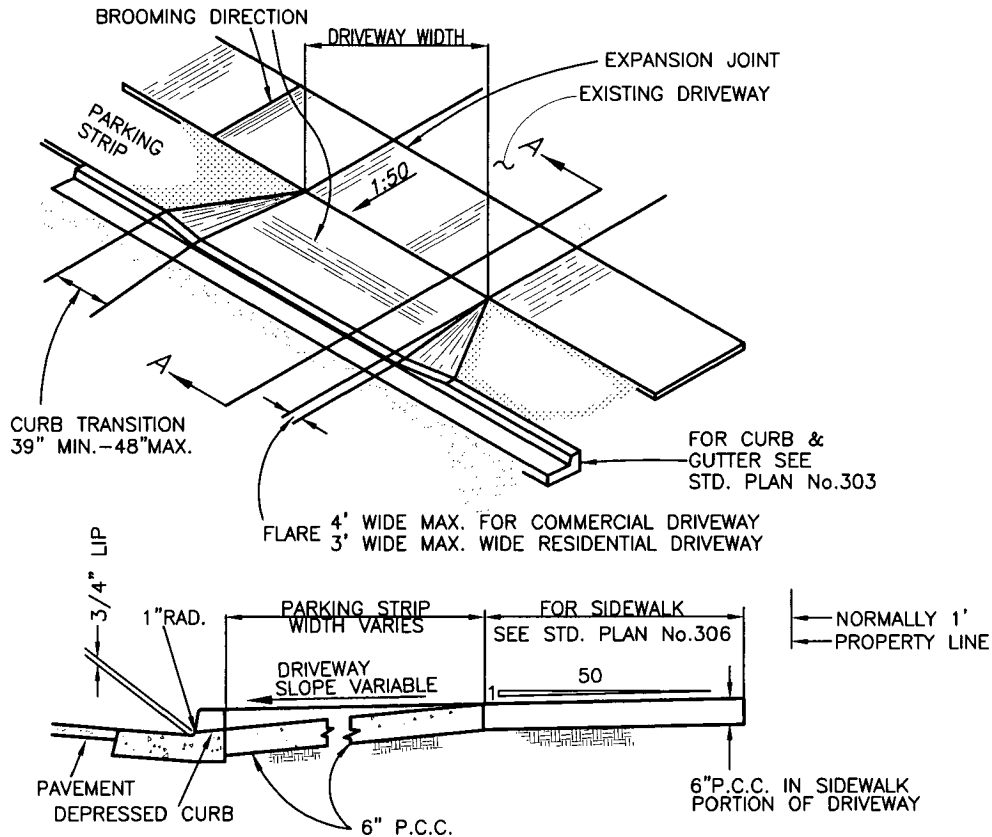 BROOMING DIRECTION
DRIVEWAY WIDTH
EXPANSION JOINT
EXISTING DRIVEWAY
PARKING
STRIP
1:50
A
A
CURB TRANSITION
39" MIN.-48"MAX.
FOR CURB &
GUTTER SEE
STD. PLAN No.303
FLARE
4' WIDE MAX. FOR COMMERCIAL DRIVEWAY
3' WIDE MAX. WIDE RESIDENTIAL DRIVEWAY
3/4" LIP
1"RAD.
PARKING STRIP
WIDTH VARIES
FOR SIDEWALK
SEE STD. PLAN No.306
NORMALLY 1'
PROPERTY LINE
DRIVEWAY
SLOPE VARIABLE
1
50
PAVEMENT
DEPRESSED CURB
6" P.C.C.
6"P.C.C. IN SIDEWALK
PORTION OF DRIVEWAY